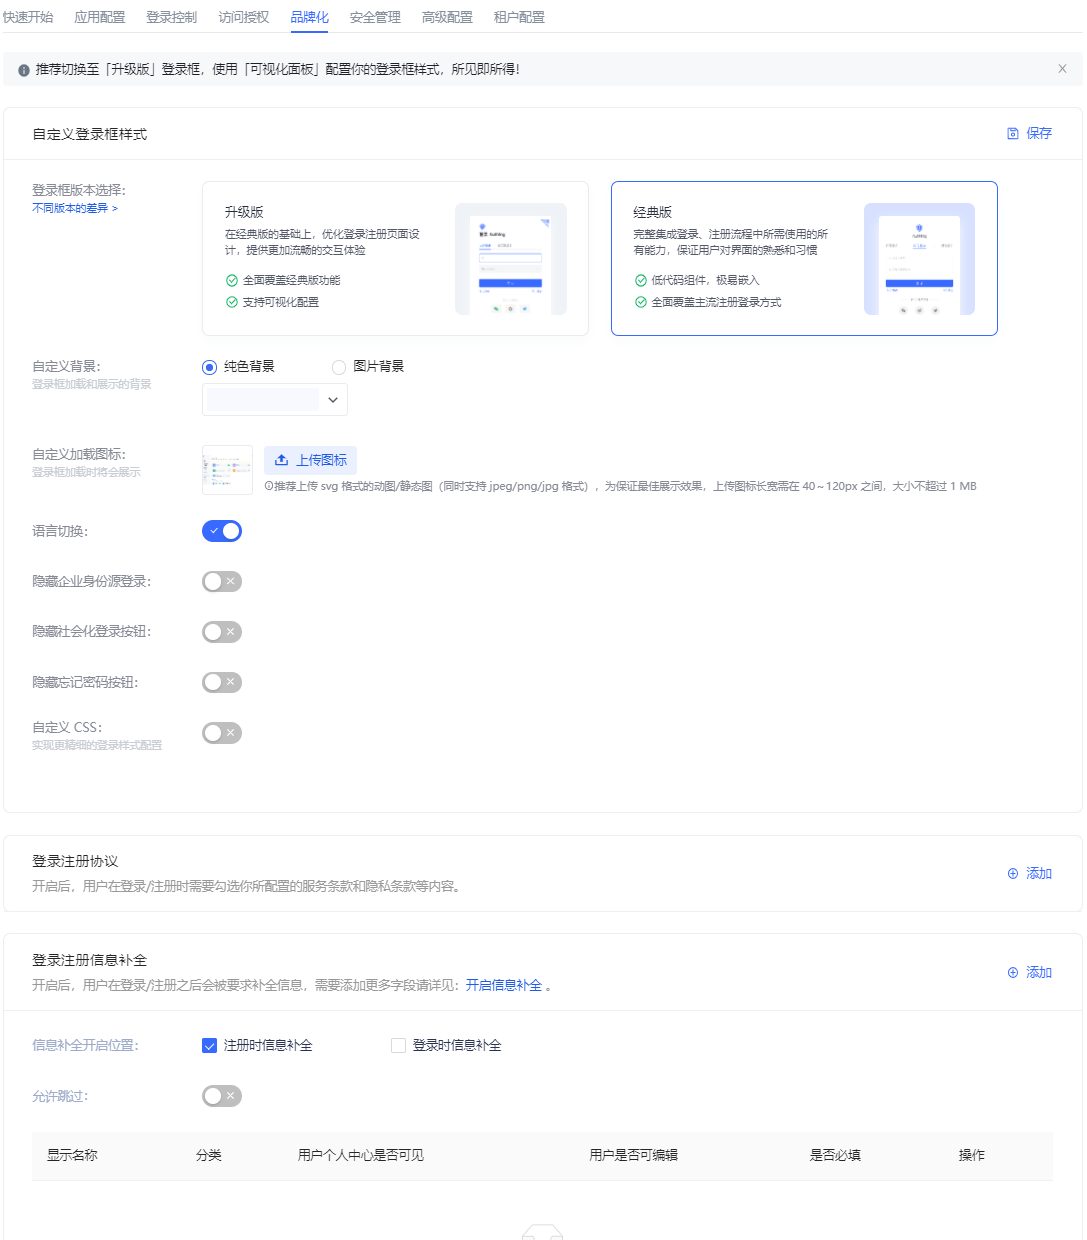 快速开始 应用配置 登录控制 访问授权 品牌化 安全管理 高级配置 租户配置
推荐切换至「升级版」登录框，使用「可视化面板」配置你的登录框样式，所见即所得！
自定义登录框样式
保存
登录框版本选择：
不同版本的差异 >
升级版
在经典版的基础上，优化登录注册页面设
计，提供更加流畅的交互体验
全面覆盖经典版功能
支持可视化配置
经典版
完整集成登录、注册流程中所需使用的所
有能力，保证用户对界面的熟悉和习惯
低代码组件，极易嵌入
全面覆盖主流注册登录方式
自定义背景：
登录框加载和展示的背景
纯色背景 图片背景
自定义加载图标：
登录框加载时将会展示
上传图标
推荐上传 svg 格式的动图/静态图（同时支持 jpeg/png/jpg 格式），为保证最佳展示效果，上传图标长宽需在 40～120px 之间，大小不超过 1 MB
语言切换：
隐藏企业身份源登录：
隐藏社会化登录按钮：
隐藏忘记密码按钮：
自定义 CSS：
实现更精细的登录样式配置
登录注册协议
开启后，用户在登录/注册时需要勾选你所配置的服务条款和隐私条款等内容。
添加
登录注册信息补全
开启后，用户在登录/注册之后会被要求补全信息，需要添加更多字段请详见：开启信息补全 。
添加
信息补全开启位置：
注册时信息补全 登录时信息补全
允许跳过：
显示名称 分类 用户个人中心是否可见 用户是否可编辑 是否必填 操作